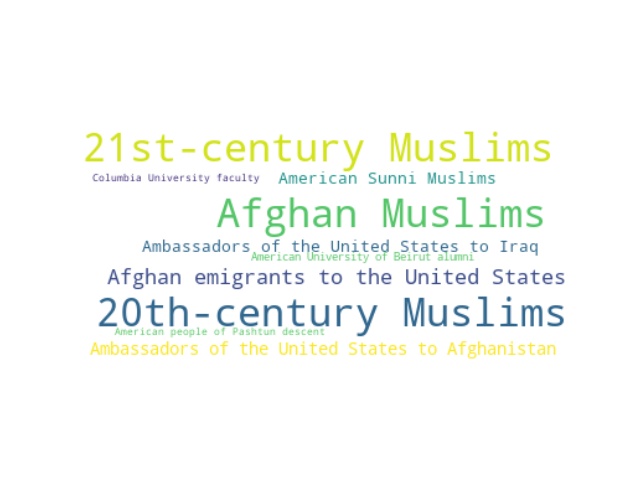 21st-century Muslims
Columbia University faculty
American Sunni Muslims
Afghan Muslims
Ambassadors of the United States to Iraq
American University of Beirut alumni
Afghan emigrants to the United States
20th-century Muslims
American people of Pashtun descent
Ambassadors of the United States to Afghanistan